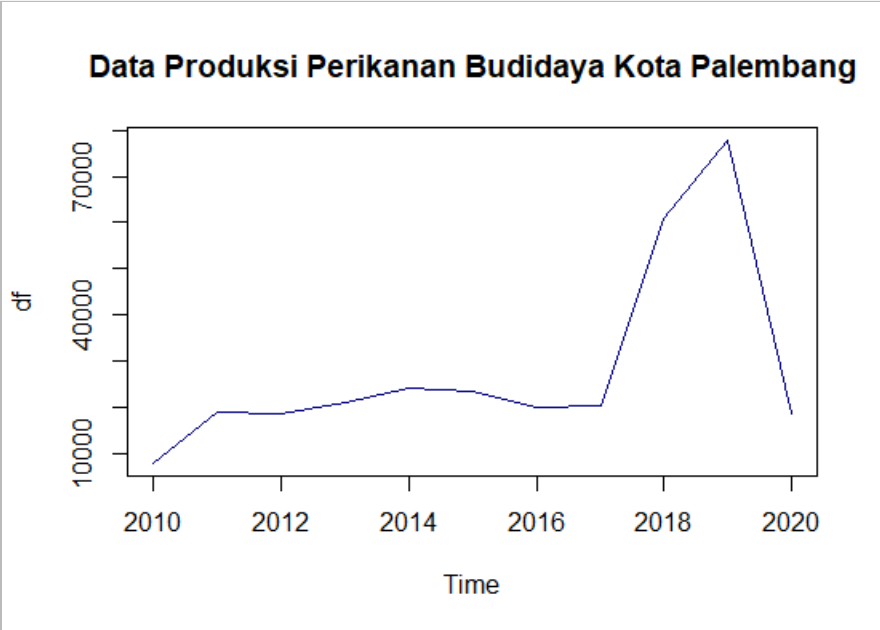 Data Produksi Perikanan Budidaya Kota Palembang
70000
40000
10000
df
2010 2012 2014 2016 2018 2020
Time